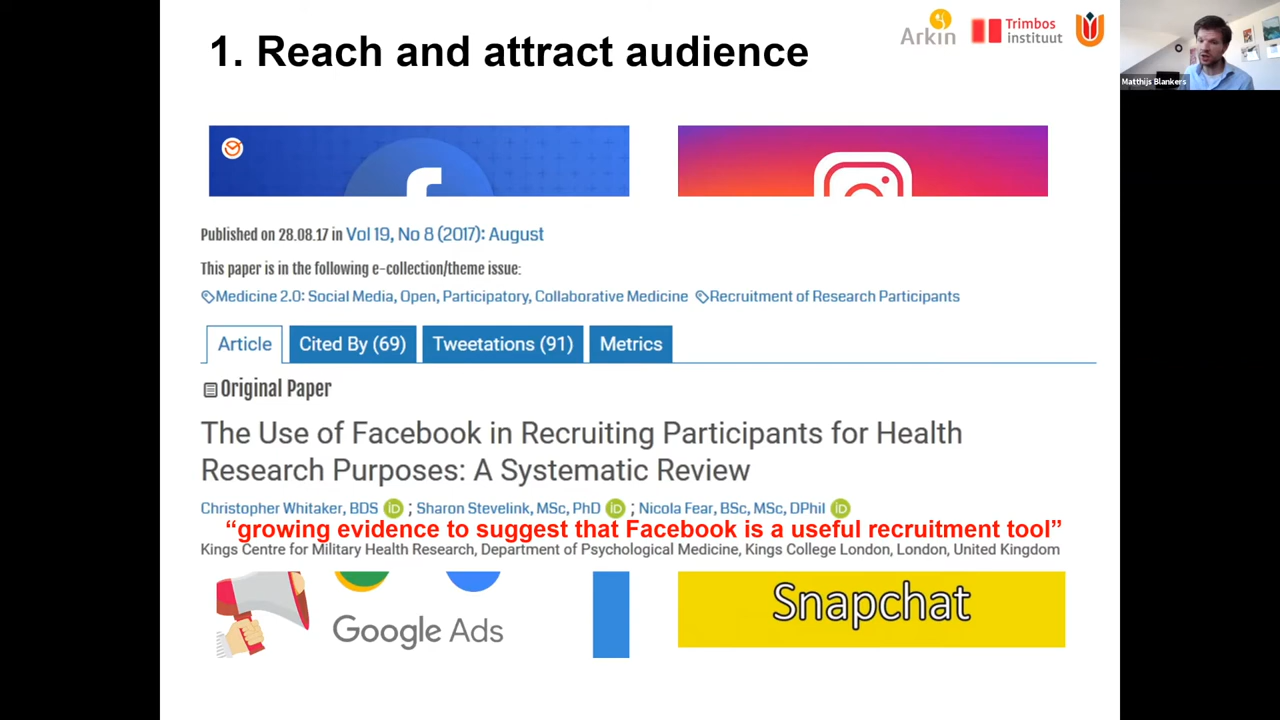 1. Reach and attract audience
Arkin
Trimbos
instituut
Matthijs Blankers
Published on 28.08.17 in Vol 19, No 8 (2017): August
This paper is in the following e-collection/theme issue:
Medicine 2.0: Social Media, Open, Participatory, Collaborative Medicine Recruitment of Research Participants
Article Cited By (69) Tweetations (91) Metrics
Original Paper
The Use of Facebook in Recruiting Participants for Health
Research Purposes: A Systematic Review
Christopher Whitaker, BDS iD ; Sharon Stevelink, MSc, PhD iD ; Nicola Fear, BSc, MSc, DPhil iD
“growing evidence to suggest that Facebook is a useful recruitment tool”
Kings Centre for Military Health Research, Department of Psychological Medicine, Kings College London, London, United Kingdom
Google Ads
Snapchat